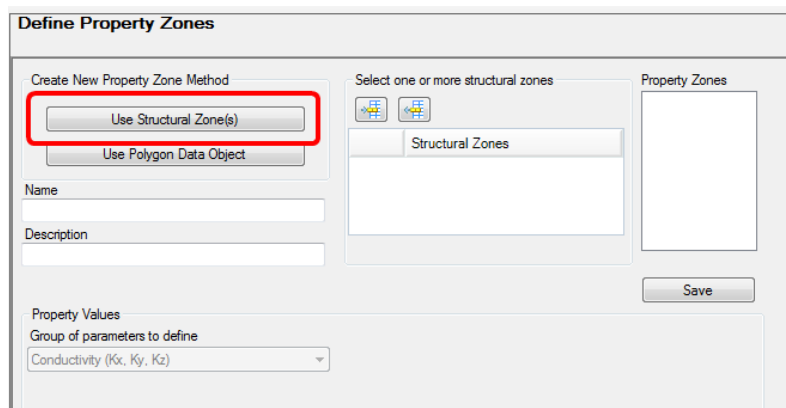 Define Property Zones
Create New Property Zone Method
Use Structural Zone(s)
Use Polygon Data Object
Name
Description
Select one or more structural zones
Structural Zones
Property Zones
Save
Property Values
Group of parameters to define
Conductivity (Kx, Ky, Kz)